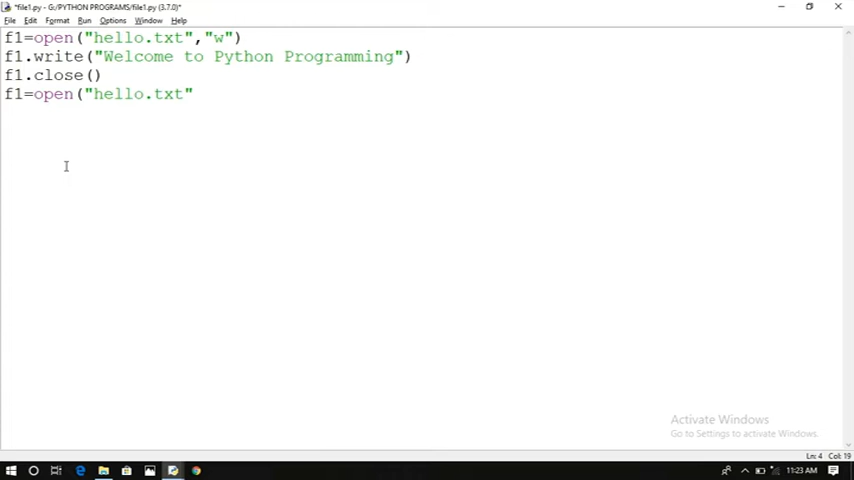 *file1.py - G:/PYTHON PROGRAMS/file1.py (3.7.0)*
File Edit Format Run Options Window Help
f1=open("hello.txt","w")
f1.write("Welcome to Python Programming")
f1.close()
f1=open("hello.txt"
Activate Windows
Go to Settings to activate Windows.
Ln: 4 Col: 19
11:23 AM